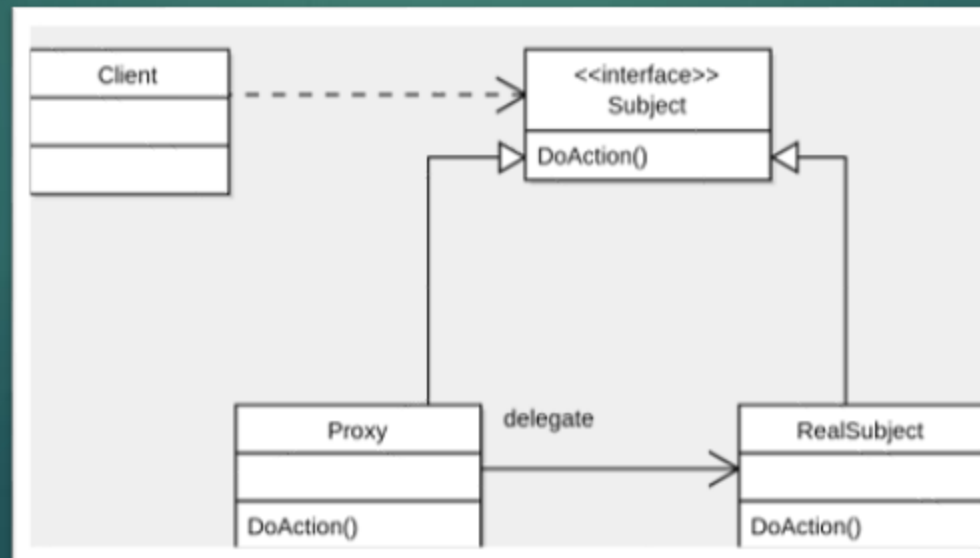 Client
<<interface>>
Subject
DoAction()
delegate
Proxy
RealSubject
DoAction()
DoAction()